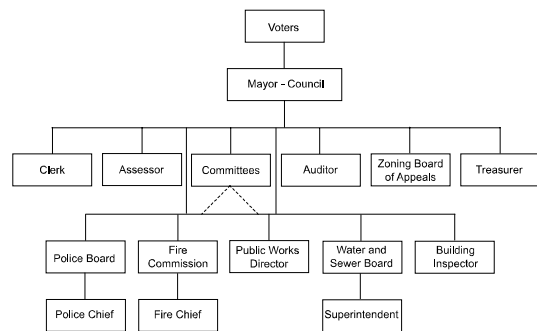 Voters
Mayor - Council
Clerk
Assessor
Committees
Auditor
Zoning Board
of Appeals
Treasurer
Police Board
Fire
Commission
Public Works
Director
Water and
Sewer Board
Building
Inspector
Police Chief
Fire Chief
Superintendent